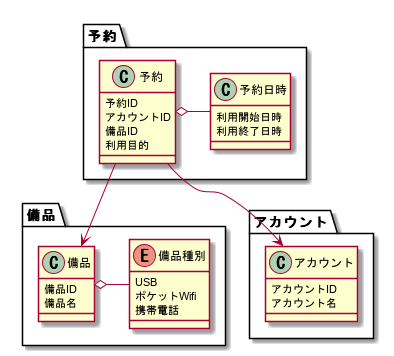 予約
C 予約
予約ID
アカウントID
備品ID
利用目的
C 予約日時
利用開始日時
利用終了日時
備品
C 備品
備品ID
備品名
E 備品種別
USB
ポケットWifi
携帯電話
アカウント
C アカウント
アカウントID
アカウント名